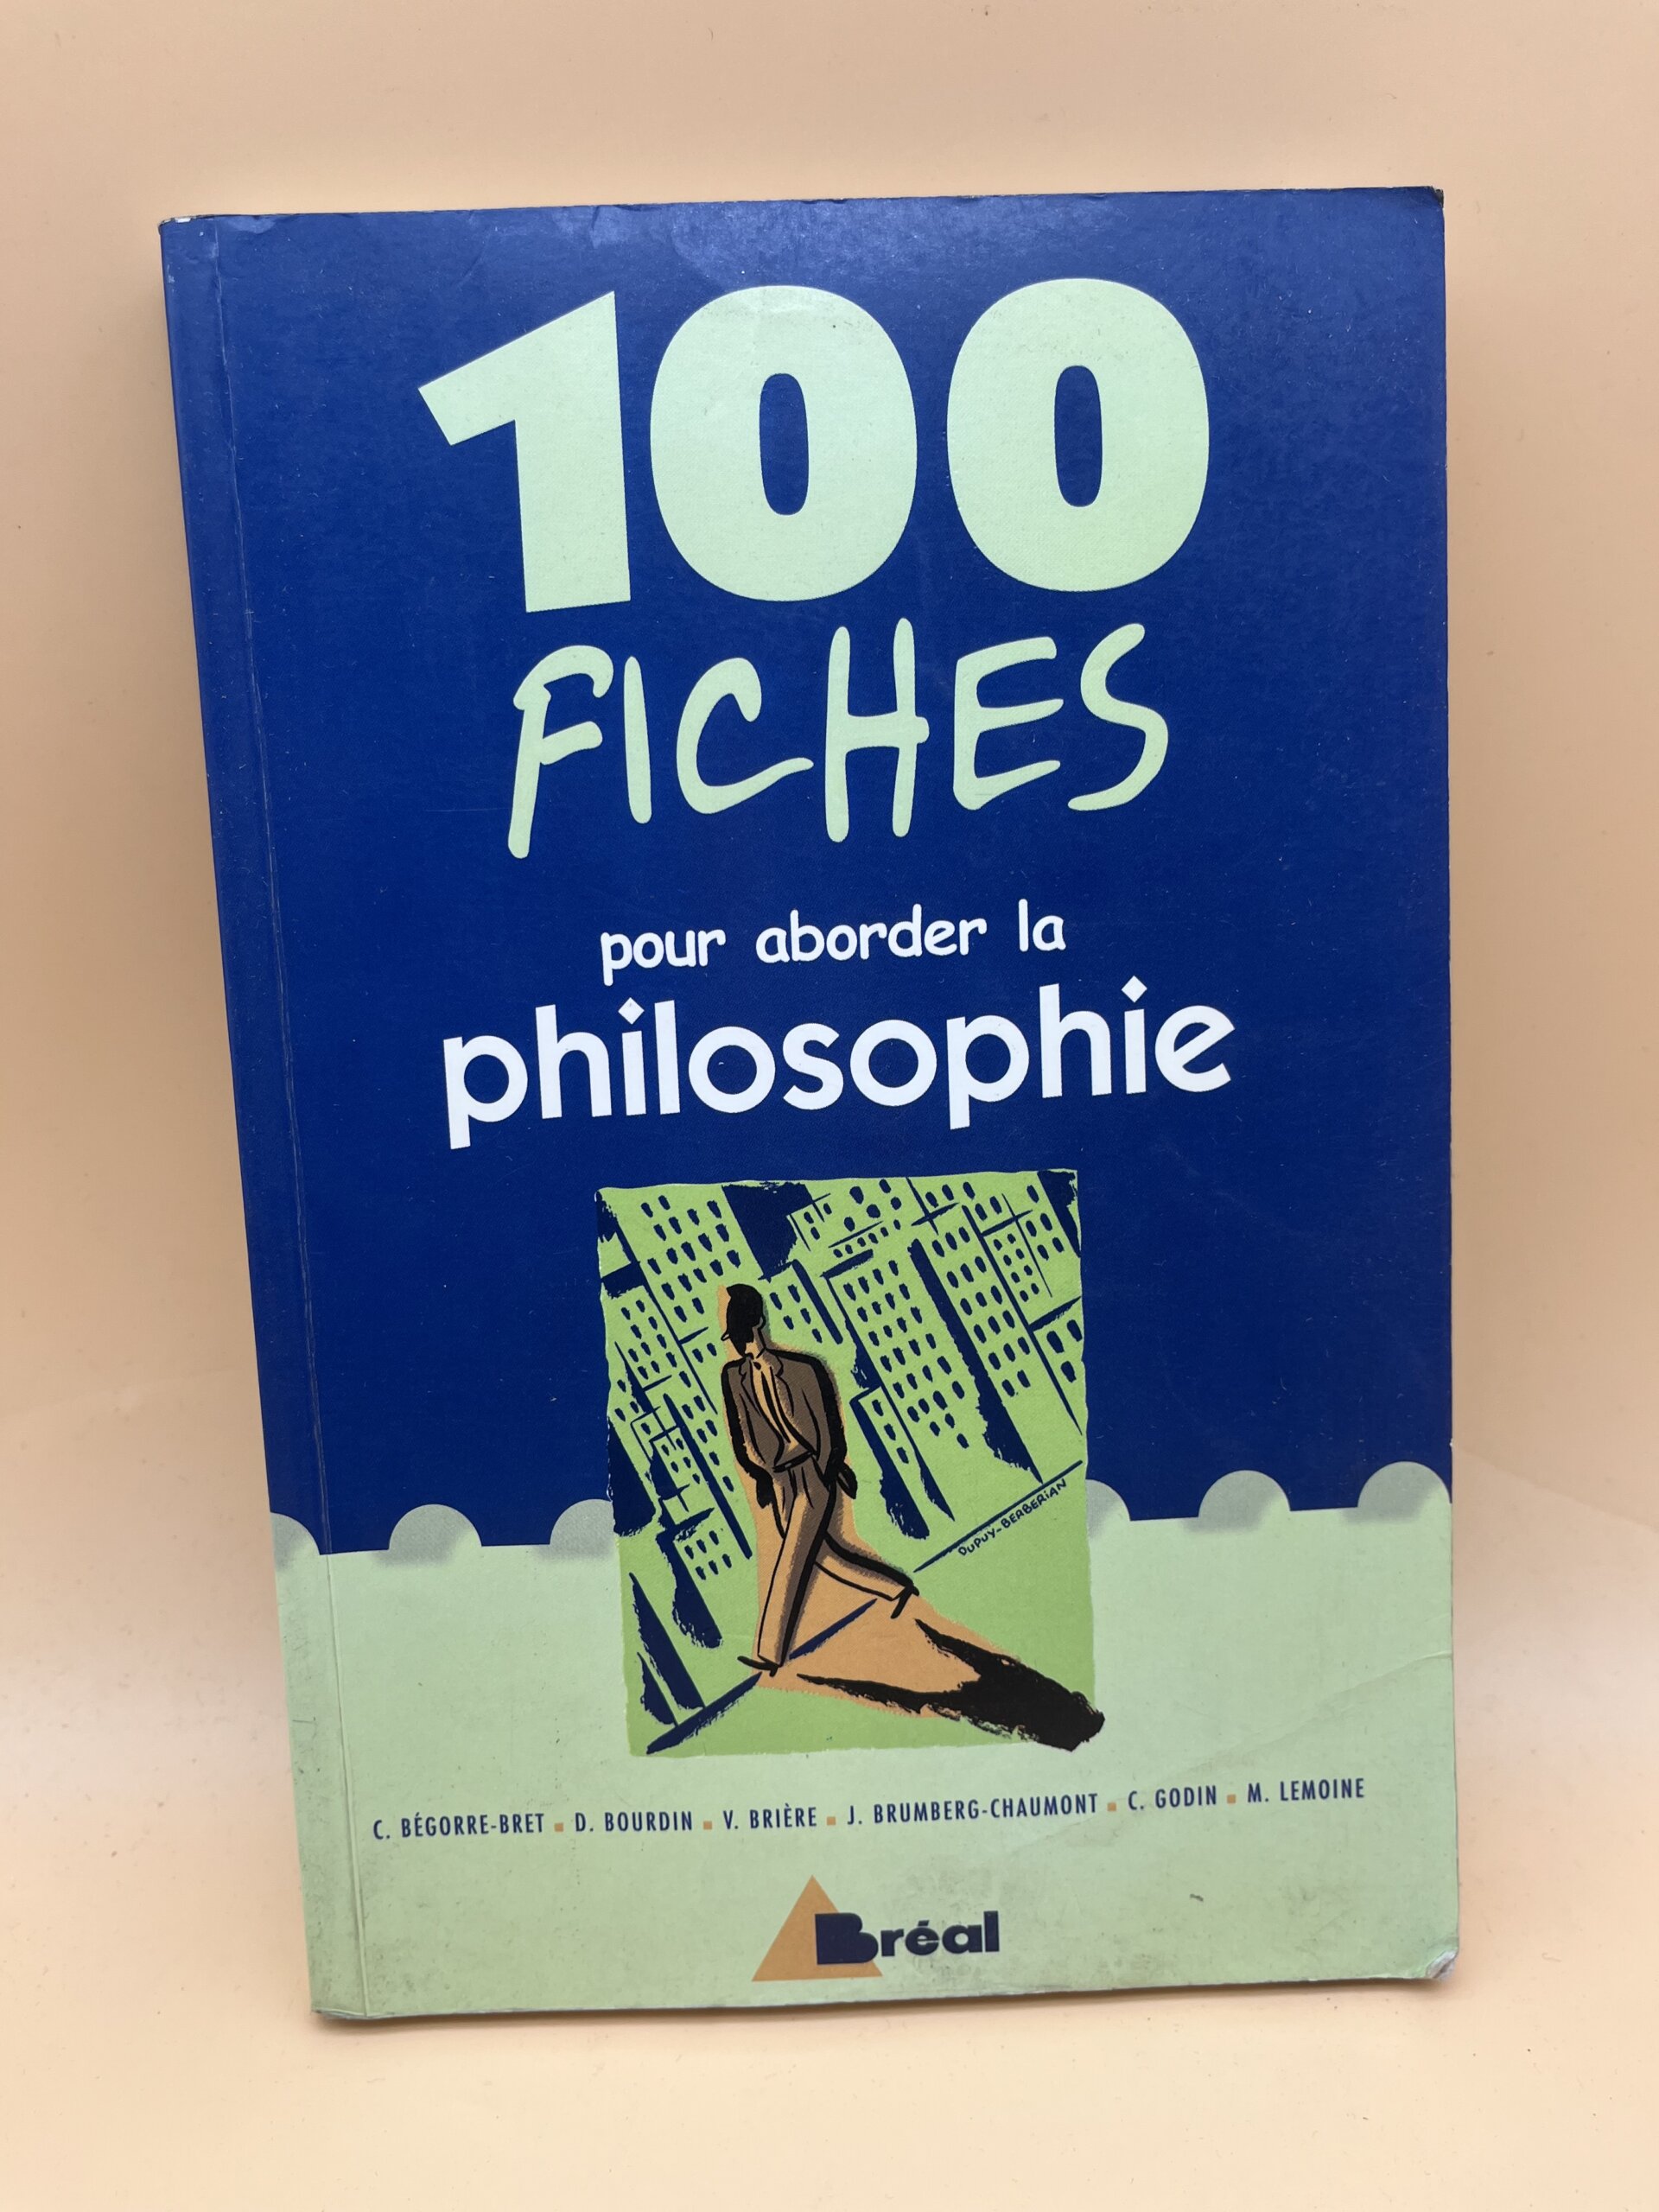 100
FICHES
pour aborder la
philosophie
DUPUY-BERBERIAN
C. BÉGORRE-BRET ▪ D. BOURDIN ▪ V. BRIÈRE ▪ J. BRUMBERG-CHAUMONT ▪ C. GODIN ▪ M. LEMOINE
Bréal